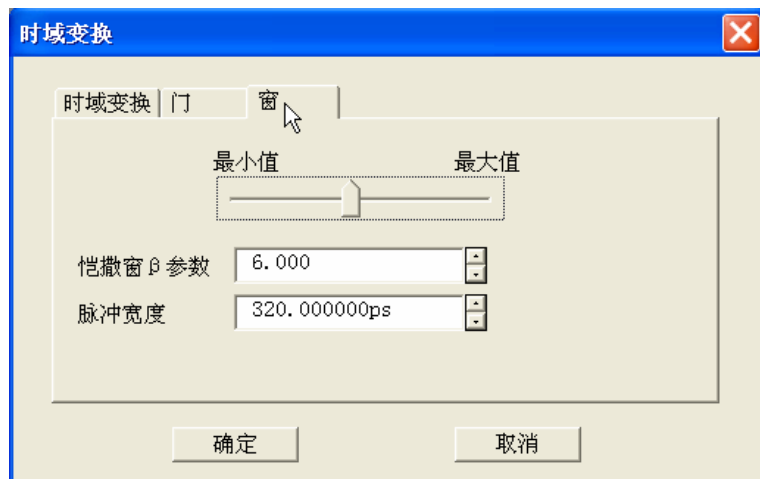 时域变换
时域变换 门 窗
最小值 最大值
恺撒窗β参数 6.000
脉冲宽度 320.000000ps
确定 取消